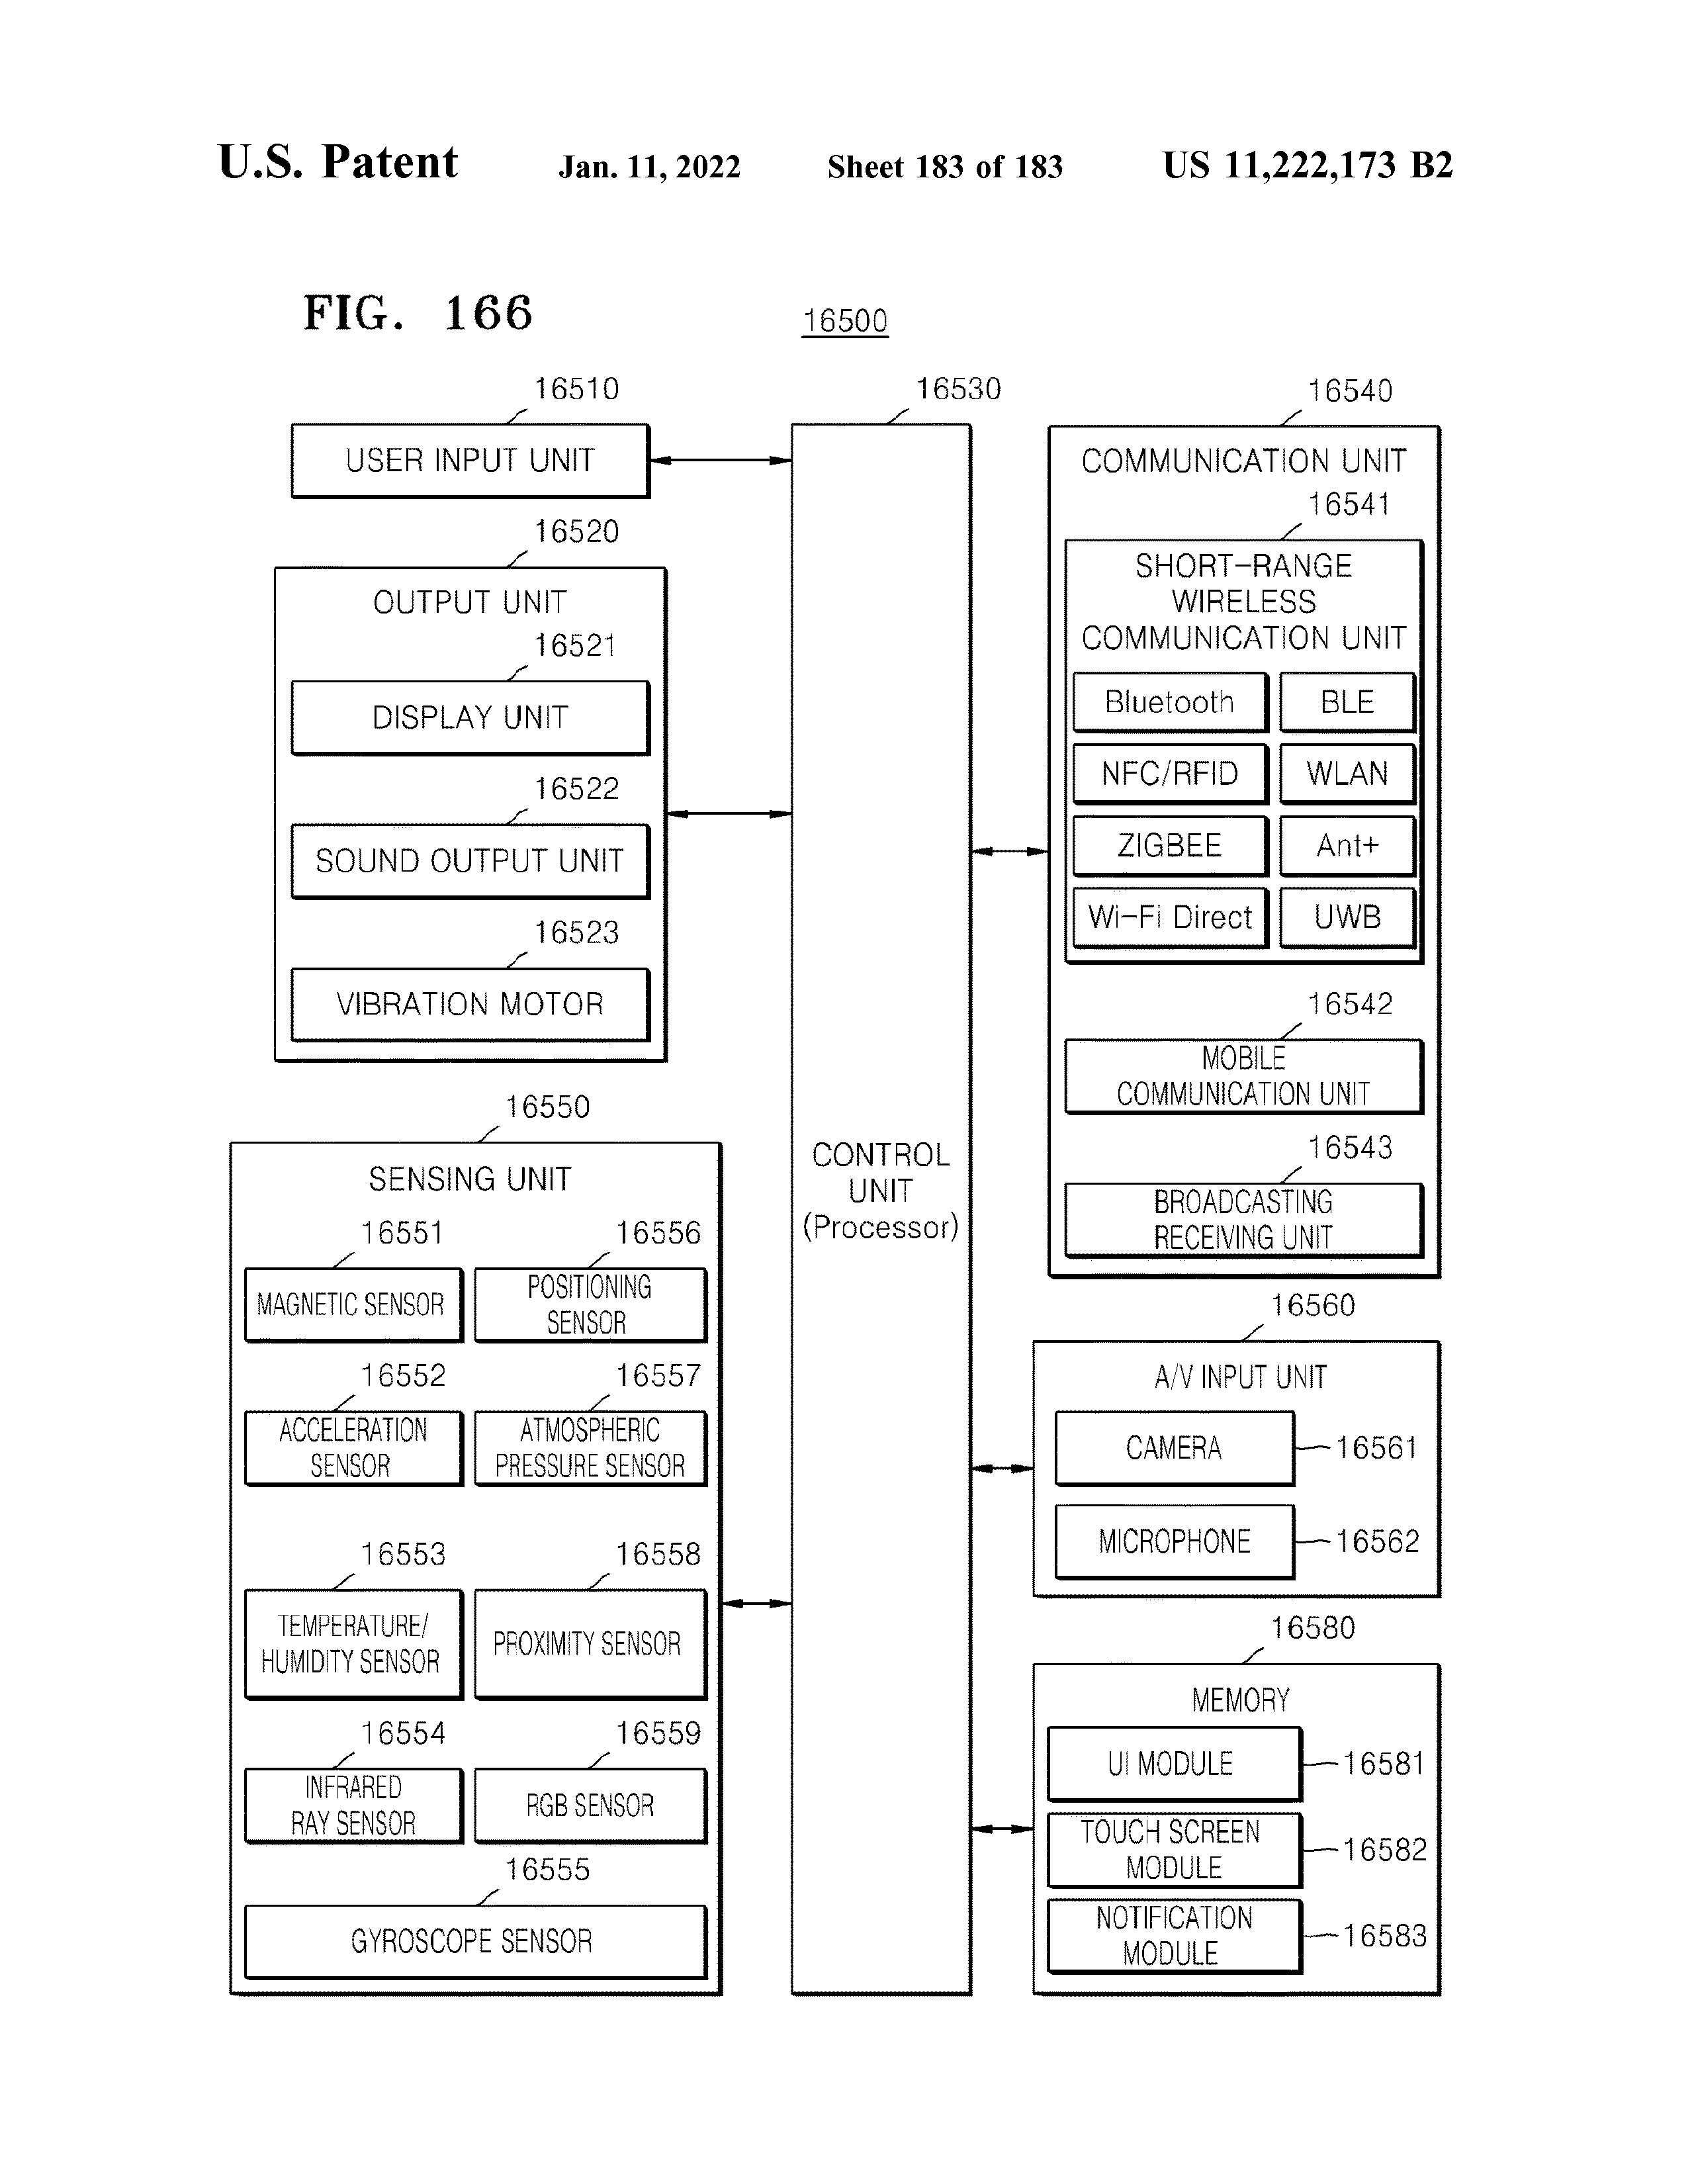 U.S. Patent Jan. 11, 2022 Sheet 183 of 183 US 11,222,173 B2
FIG. 166
16500
16510
USER INPUT UNIT
16520
OUTPUT UNIT
16521
DISPLAY UNIT
16522
SOUND OUTPUT UNIT
16523
VIBRATION MOTOR
16550
SENSING UNIT
16551
MAGNETIC SENSOR
16556
POSITIONING
SENSOR
16552
ACCELERATION
SENSOR
16557
ATMOSPHERIC
PRESSURE SENSOR
16553
TEMPERATURE/
HUMIDITY SENSOR
16558
PROXIMITY SENSOR
16554
INFRARED
RAY SENSOR
16559
RGB SENSOR
16555
GYROSCOPE SENSOR
16530
CONTROL
UNIT
(Processor)
16540
COMMUNICATION UNIT
16541
SHORT-RANGE
WIRELESS
COMMUNICATION UNIT
Bluetooth
BLE
NFC/RFID
WLAN
ZIGBEE
Ant+
Wi-Fi Direct
UWB
16542
MOBILE
COMMUNICATION UNIT
16543
BROADCASTING
RECEIVING UNIT
16560
A/V INPUT UNIT
CAMERA
16561
MICROPHONE
16562
16580
MEMORY
UI MODULE
16581
TOUCH SCREEN
MODULE
16582
NOTIFICATION
MODULE
16583